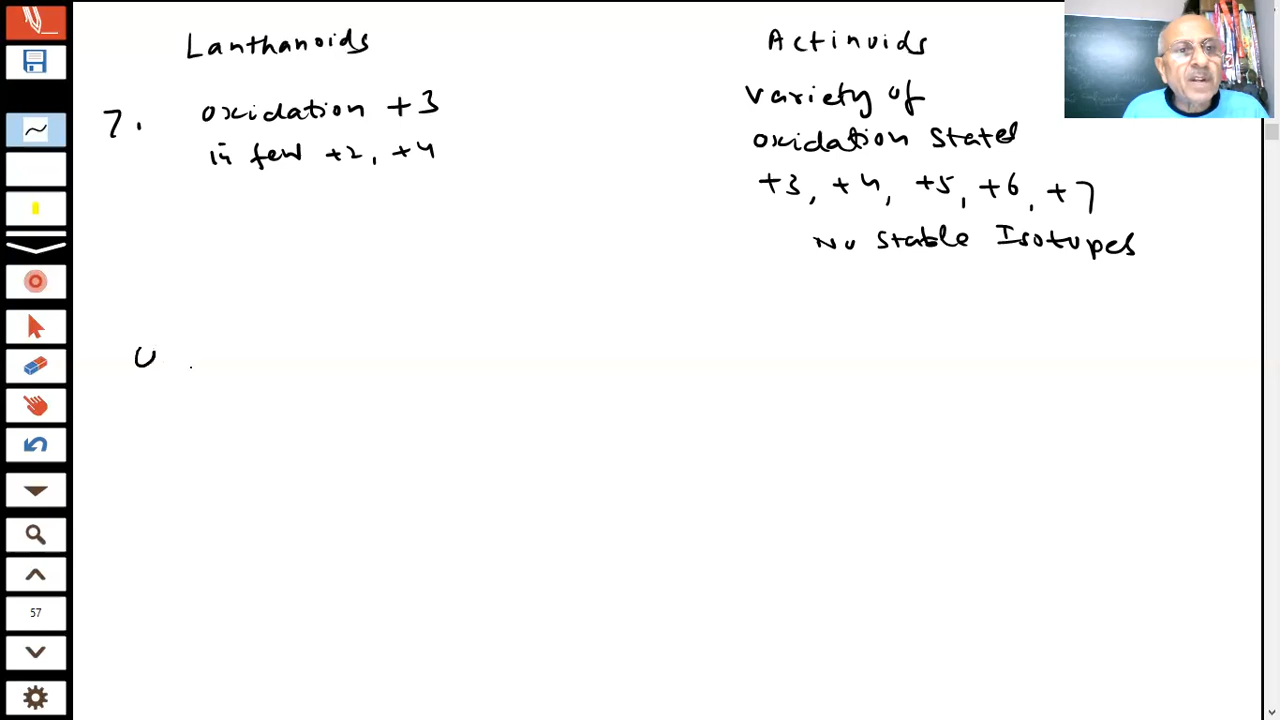 Lanthanoids Actinoids
7. oxidation +3
in few +2, +4
variety of
oxidation states
+3, +4, +5, +6, +7
No stable Isotopes
U .
57